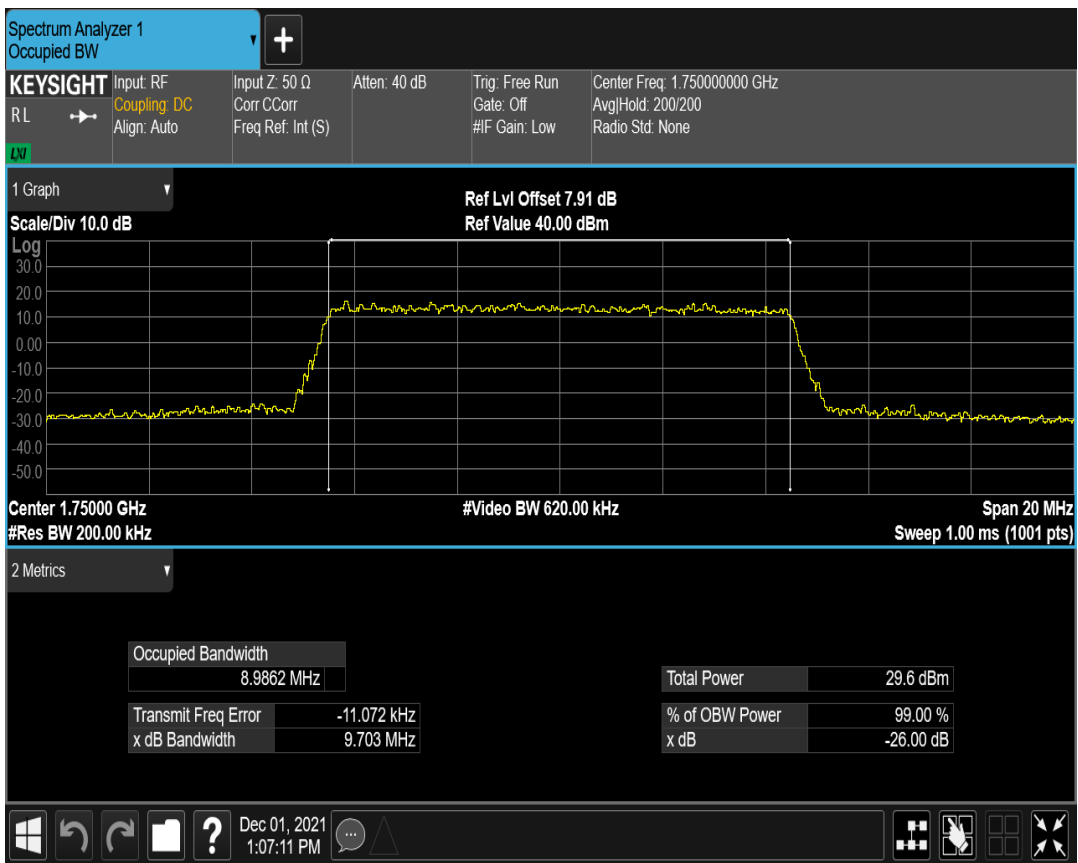 Spectrum Analyzer 1
Occupied BW
KEYSIGHT
R L
LXI
Input: RF
Coupling: DC
Align: Auto
Input Z: 50 Ω
Corr CCorr
Freq Ref: Int (S)
Atten: 40 dB
Trig: Free Run
Gate: Off
#IF Gain: Low
Center Freq: 1.750000000 GHz
Avg|Hold: 200/200
Radio Std: None
1 Graph
Scale/Div 10.0 dB
Ref Lvl Offset 7.91 dB
Ref Value 40.00 dBm
Log
30.0
20.0
10.0
0.00
-10.0
-20.0
-30.0
-40.0
-50.0
Center 1.75000 GHz
#Res BW 200.00 kHz
#Video BW 620.00 kHz
Span 20 MHz
Sweep 1.00 ms (1001 pts)
2 Metrics
Occupied Bandwidth
8.9862 MHz
Total Power 29.6 dBm
Transmit Freq Error -11.072 kHz
% of OBW Power 99.00 %
x dB Bandwidth 9.703 MHz
x dB -26.00 dB
Dec 01, 2021
1:07:11 PM